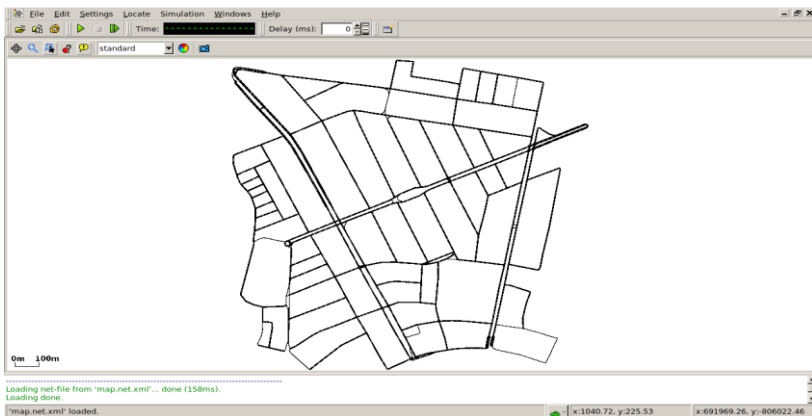 File Edit Settings Locate Simulation Windows Help
Time: Delay (ms): 0
standard
0m 100m
Loading net-file from 'map.net.xml'... done (158ms).
Loading done.
'map.net.xml' loaded. x:1040.72, y:225.53 x:691969.26, y:-806022.46